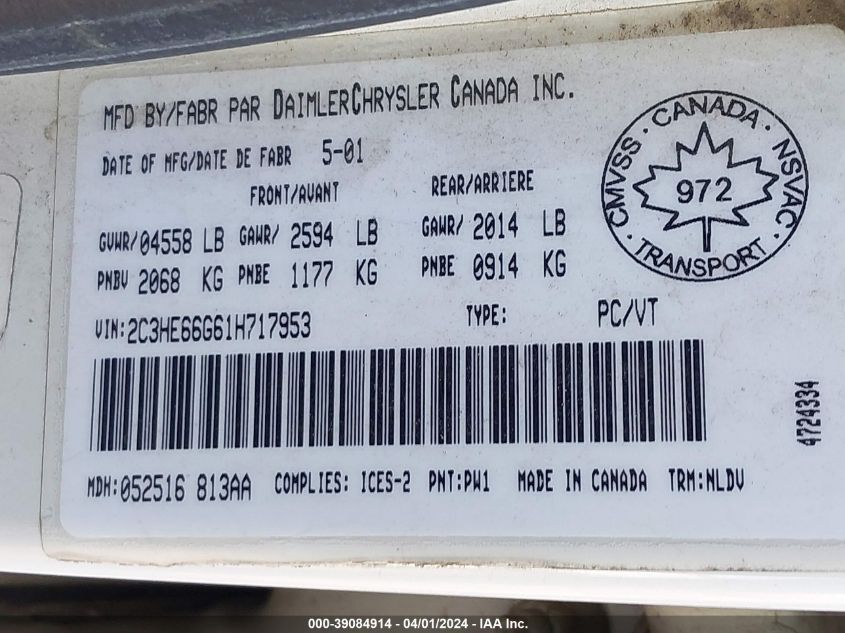 MFD BY/FABR PAR DAIMLERCHRYSLER CANADA INC.
DATE OF MFG/DATE DE FABR 5-01
FRONT/AVANT REAR/ARRIERE
GVWR/04558 LB GAWR/ 2594 LB GAWR/ 2014 LB
PNBV 2068 KG PNBE 1177 KG PNBE 0914 KG
VIN:2C3HE66G61H717953 TYPE: PC/VT
CMVSS · CANADA · NSVAC · TRANSPORT ·
972
4724334
MDH:052516 813AA COMPLIES: ICES-2 PNT:PW1 MADE IN CANADA TRM:NLDV
000-39084914 - 04/01/2024 - IAA Inc.